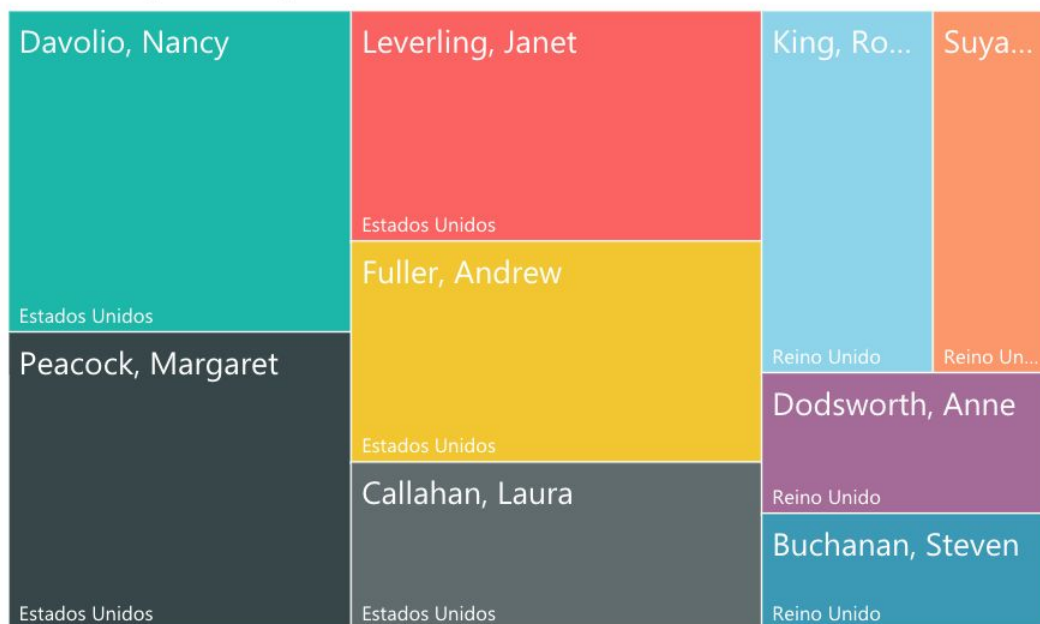 Davolio, Nancy
Estados Unidos
Peacock, Margaret
Estados Unidos
Leverling, Janet
Estados Unidos
Fuller, Andrew
Estados Unidos
Callahan, Laura
Estados Unidos
King, Ro...
Reino Unido
Suya...
Reino Un...
Dodsworth, Anne
Reino Unido
Buchanan, Steven
Reino Unido